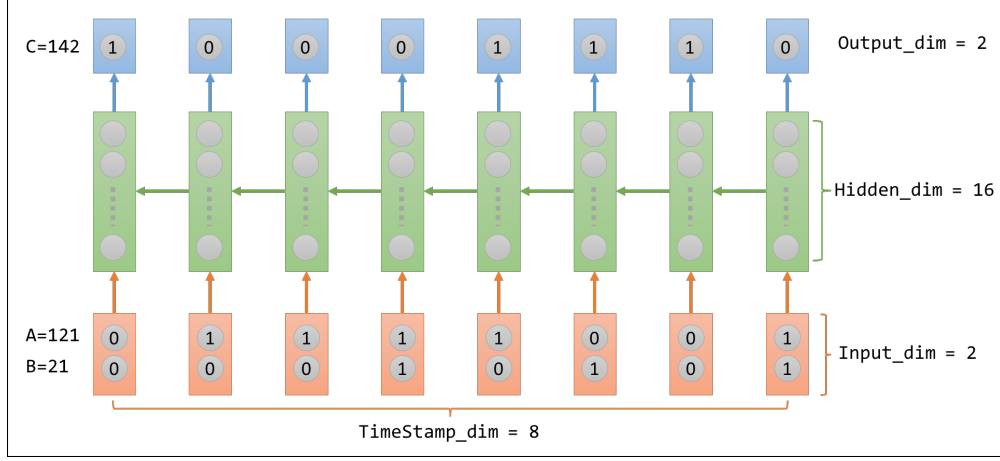 C=142 1 0 0 0 1 1 1 0 Output_dim = 2
Hidden_dim = 16
A=121 0 1 1 1 1 0 0 1
B=21 0 0 0 1 0 1 0 1
Input_dim = 2
TimeStamp_dim = 8